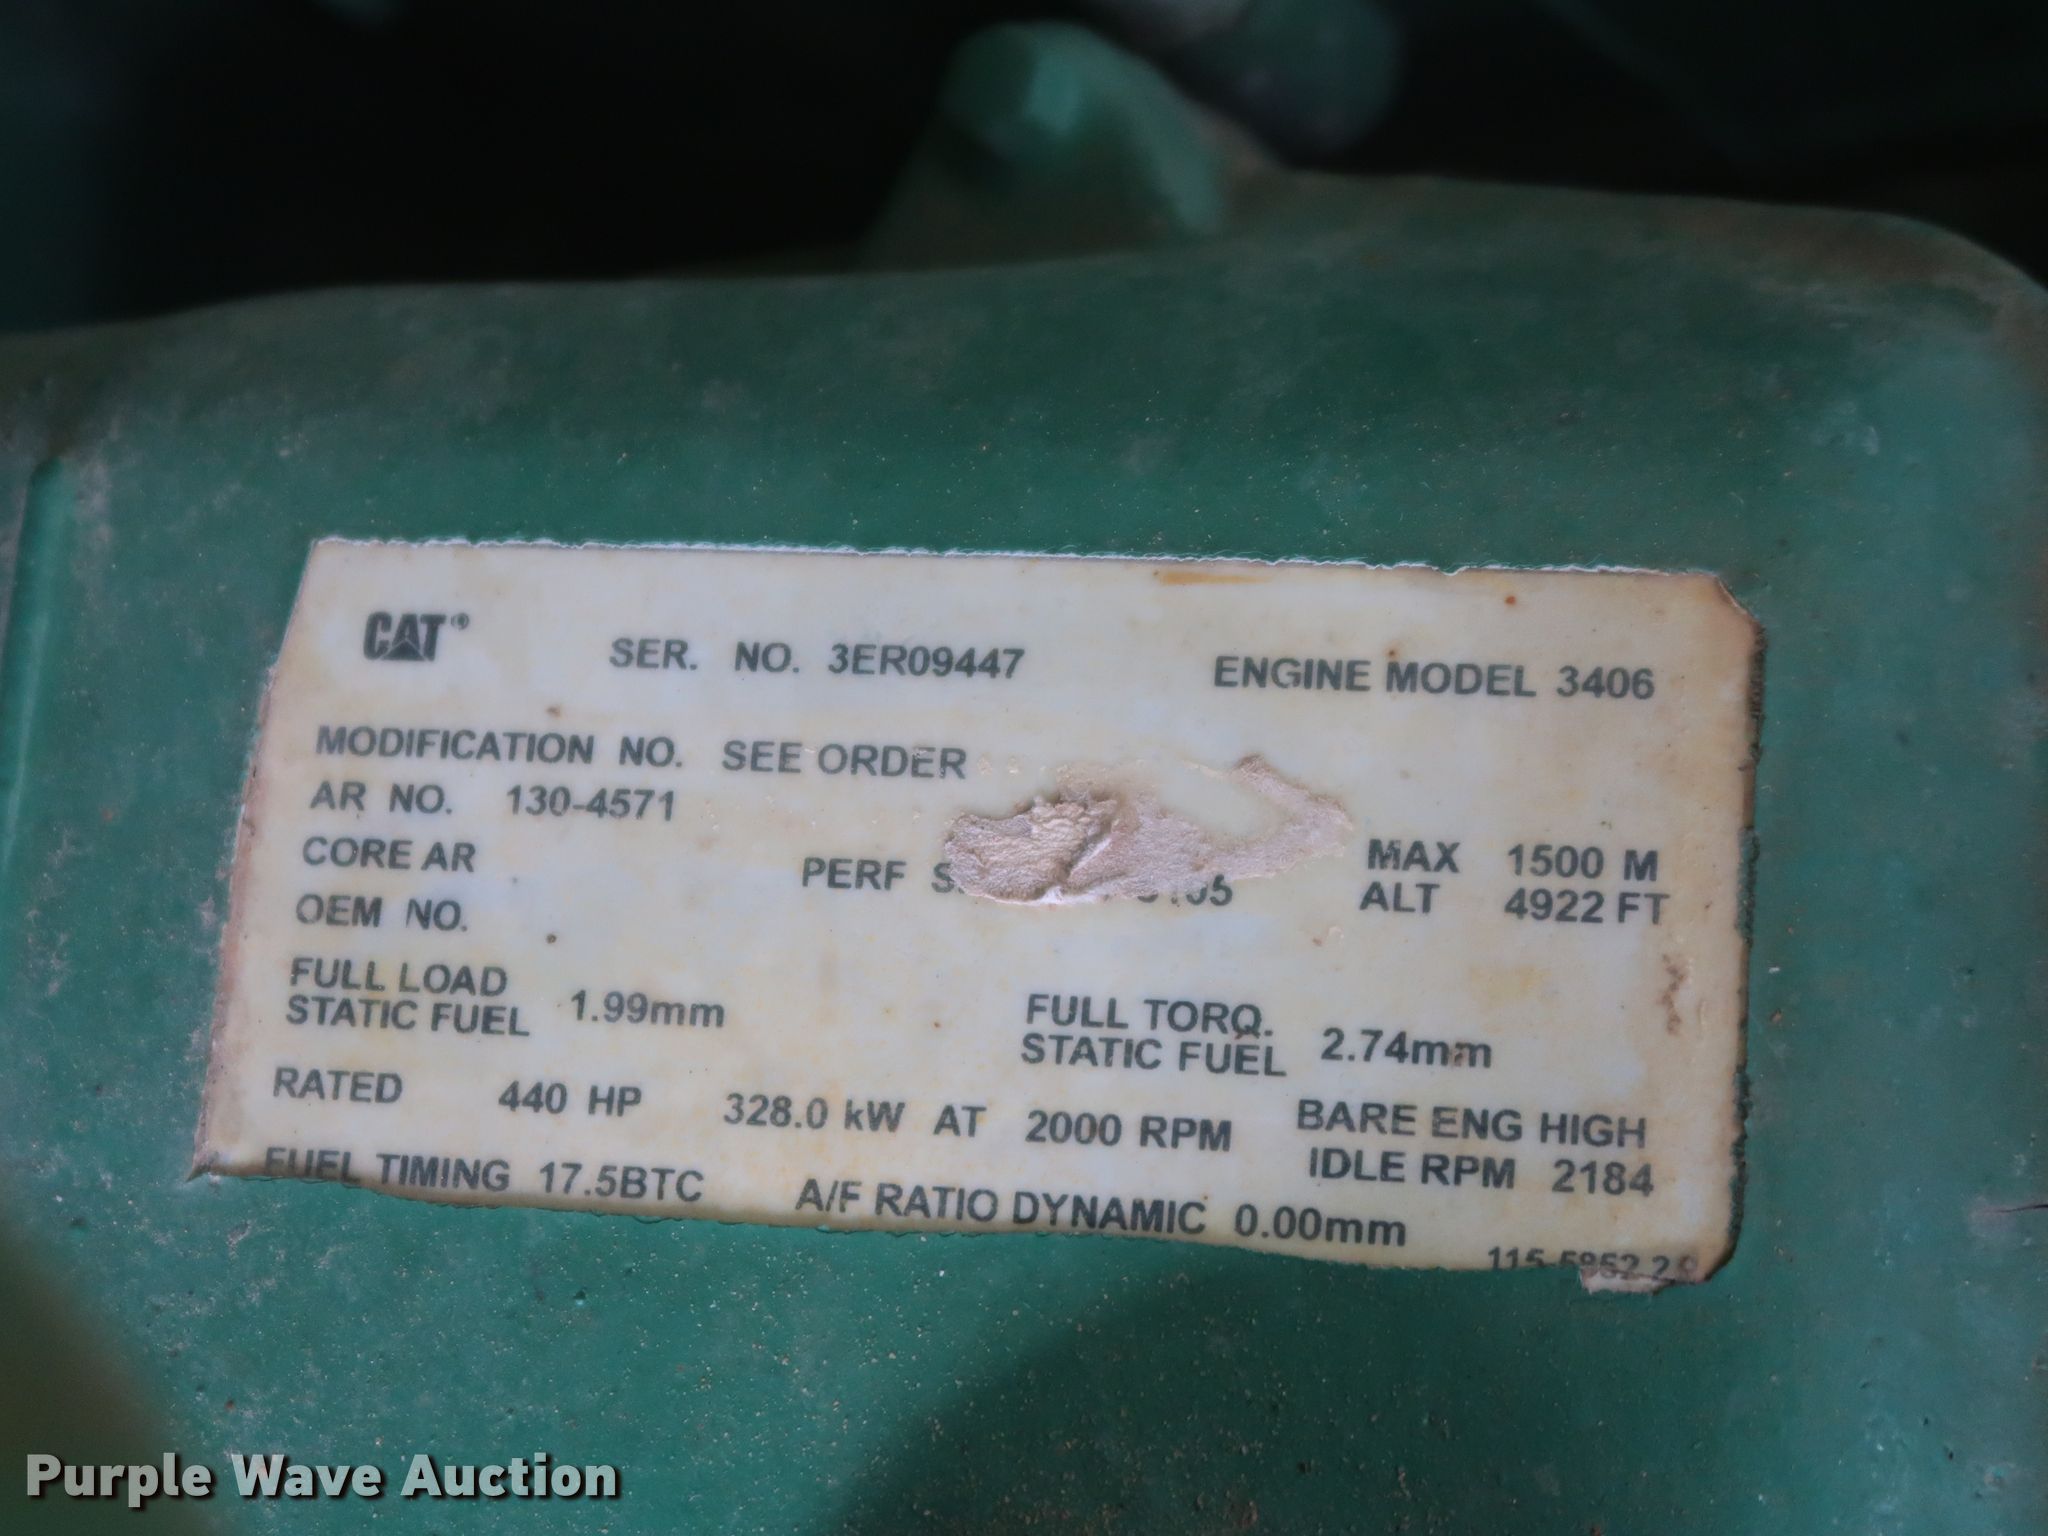 CAT®
SER. NO. 3ER09447 ENGINE MODEL 3406
MODIFICATION NO. SEE ORDER
AR NO. 130-4571
CORE AR
PERF
MAX 1500 M
ALT 4922 FT
OEM NO.
FULL LOAD
STATIC FUEL 1.99mm
FULL TORQ.
STATIC FUEL 2.74mm
RATED 440 HP 328.0 kW AT 2000 RPM
BARE ENG HIGH
IDLE RPM 2184
FUEL TIMING 17.5BTC A/F RATIO DYNAMIC 0.00mm
Purple Wave Auction